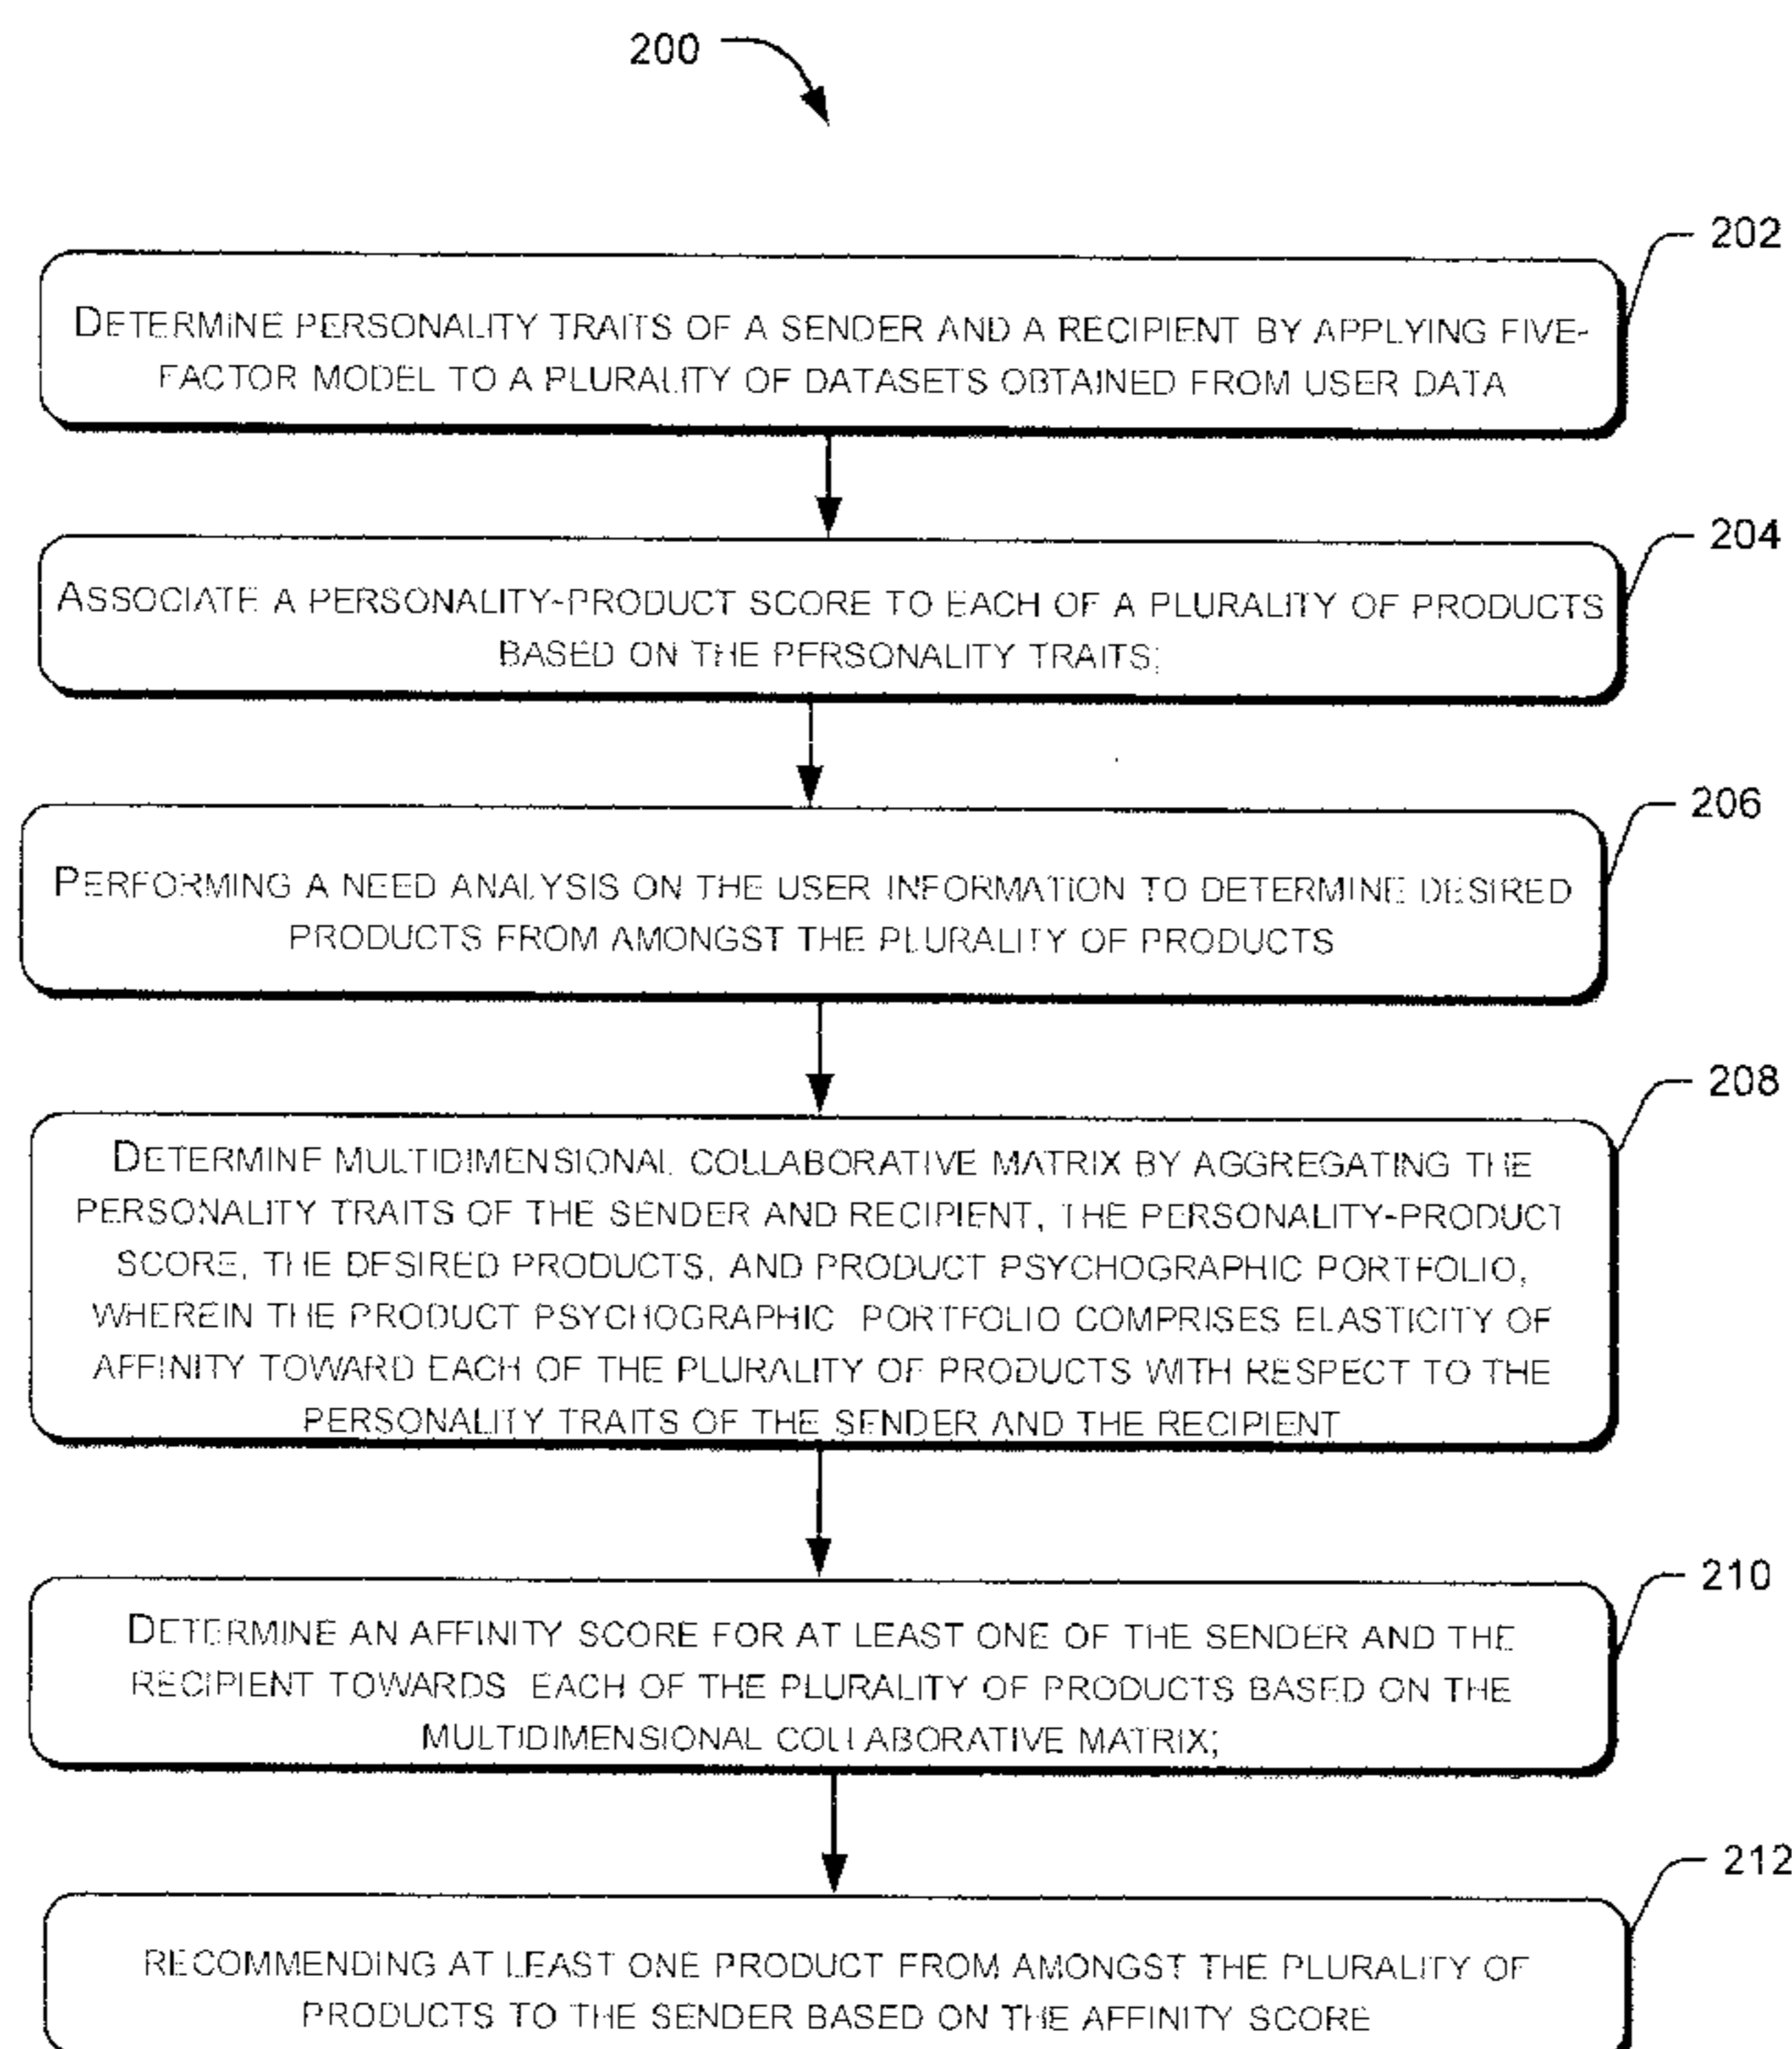 200
202
DETERMINE PERSONALITY TRAITS OF A SENDER AND A RECIPIENT BY APPLYING FIVE-
FACTOR MODEL TO A PLURALITY OF DATASETS OBTAINED FROM USER DATA
204
ASSOCIATE A PERSONALITY-PRODUCT SCORE TO EACH OF A PLURALITY OF PRODUCTS
BASED ON THE PERSONALITY TRAITS;
206
PERFORMING A NEED ANALYSIS ON THE USER INFORMATION TO DETERMINE DESIRED
PRODUCTS FROM AMONGST THE PLURALITY OF PRODUCTS
208
DETERMINE MULTIDIMENSIONAL COLLABORATIVE MATRIX BY AGGREGATING THE
PERSONALITY TRAITS OF THE SENDER AND RECIPIENT, THE PERSONALITY-PRODUCT
SCORE, THE DESIRED PRODUCTS, AND PRODUCT PSYCHOGRAPHIC PORTFOLIO,
WHEREIN THE PRODUCT PSYCHOGRAPHIC PORTFOLIO COMPRISES ELASTICITY OF
AFFINITY TOWARD EACH OF THE PLURALITY OF PRODUCTS WITH RESPECT TO THE
PERSONALITY TRAITS OF THE SENDER AND THE RECIPIENT
210
DETERMINE AN AFFINITY SCORE FOR AT LEAST ONE OF THE SENDER AND THE
RECIPIENT TOWARDS EACH OF THE PLURALITY OF PRODUCTS BASED ON THE
MULTIDIMENSIONAL COLLABORATIVE MATRIX;
212
RECOMMENDING AT LEAST ONE PRODUCT FROM AMONGST THE PLURALITY OF
PRODUCTS TO THE SENDER BASED ON THE AFFINITY SCORE